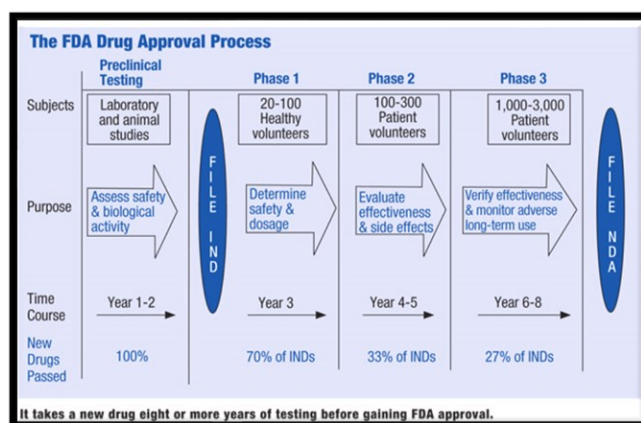 The FDA Drug Approval Process
Preclinical
Testing
Phase 1
Phase 2
Phase 3
Subjects
Laboratory
and animal
studies
20-100
Healthy
volunteers
100-300
Patient
volunteers
1,000-3,000
Patient
volunteers
FILE IND
FILE NDA
Purpose
Assess safety
& biological
activity
Determine
safety &
dosage
Evaluate
effectiveness
& side effects
Verify effectiveness
& monitor adverse
long-term use
Time
Course
Year 1-2
Year 3
Year 4-5
Year 6-8
New
Drugs
Passed
100%
70% of INDs
33% of INDs
27% of INDs
It takes a new drug eight or more years of testing before gaining FDA approval.